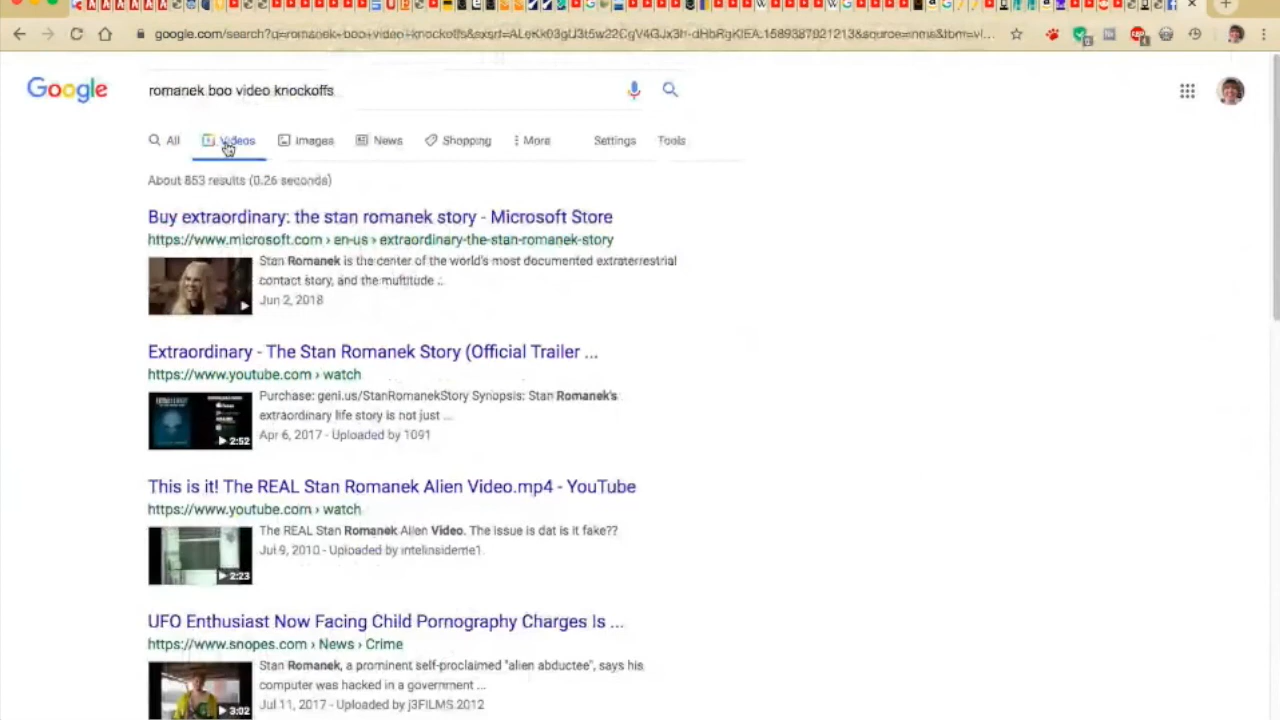 Google
romanek boo video knockoffs
All Videos Images News Shopping More Settings Tools
About 853 results (0.26 seconds)
Buy extraordinary: the stan romanek story - Microsoft Store
https://www.microsoft.com › en-us › extraordinary-the-stan-romanek-story
Stan Romanek is the center of the world's most documented extraterrestrial
contact story, and the multitude ...
Jun 2, 2018
Extraordinary - The Stan Romanek Story (Official Trailer ...
https://www.youtube.com › watch
Purchase: geni.us/StanRomanekStory Synopsis: Stan Romanek's
extraordinary life story is not just ...
2:52
Apr 6, 2017 - Uploaded by 1091
This is it! The REAL Stan Romanek Alien Video.mp4 - YouTube
https://www.youtube.com › watch
The REAL Stan Romanek Alien Video. The issue is dat is it fake??
Jul 9, 2010 - Uploaded by intelinsideme1
2:23
UFO Enthusiast Now Facing Child Pornography Charges Is ...
https://www.snopes.com › News › Crime
Stan Romanek, a prominent self-proclaimed "alien abductee", says his
computer was hacked in a government ...
Jul 11, 2017 - Uploaded by j3FILMS 2012
3:02